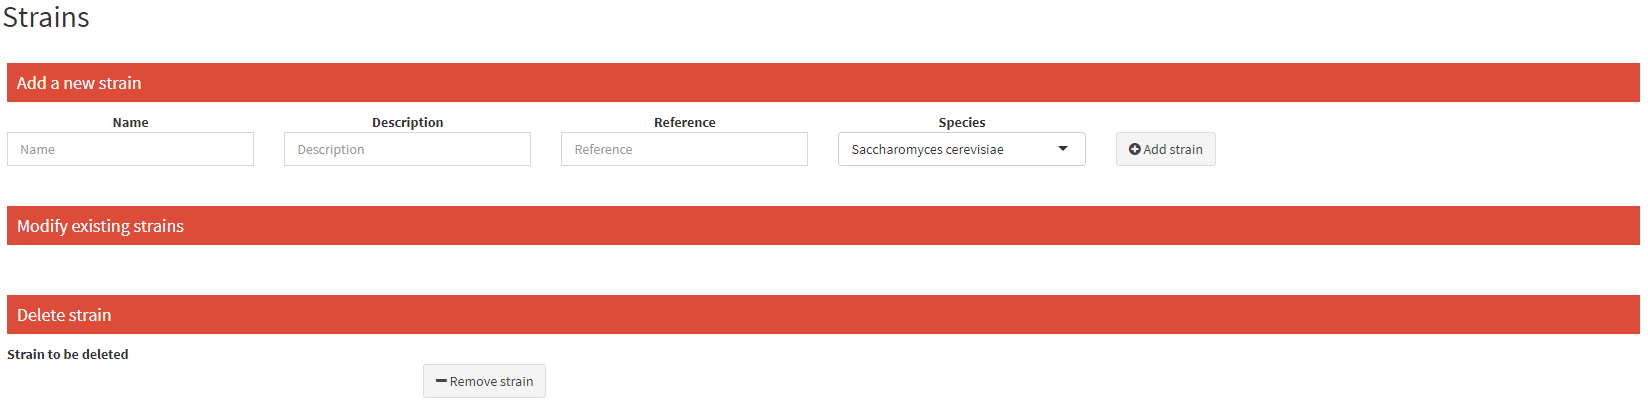 Strains
Add a new strain
Name Description Reference Species
Name Description Reference Saccharomyces cerevisiae Add strain
Modify existing strains
Delete strain
Strain to be deleted
Remove strain